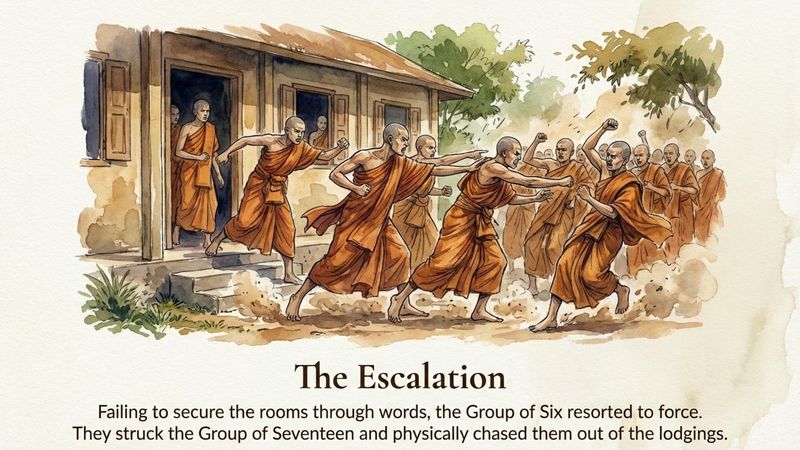 The Escalation
Failing to secure the rooms through words, the Group of Six resorted to force.
They struck the Group of Seventeen and physically chased them out of the lodgings.